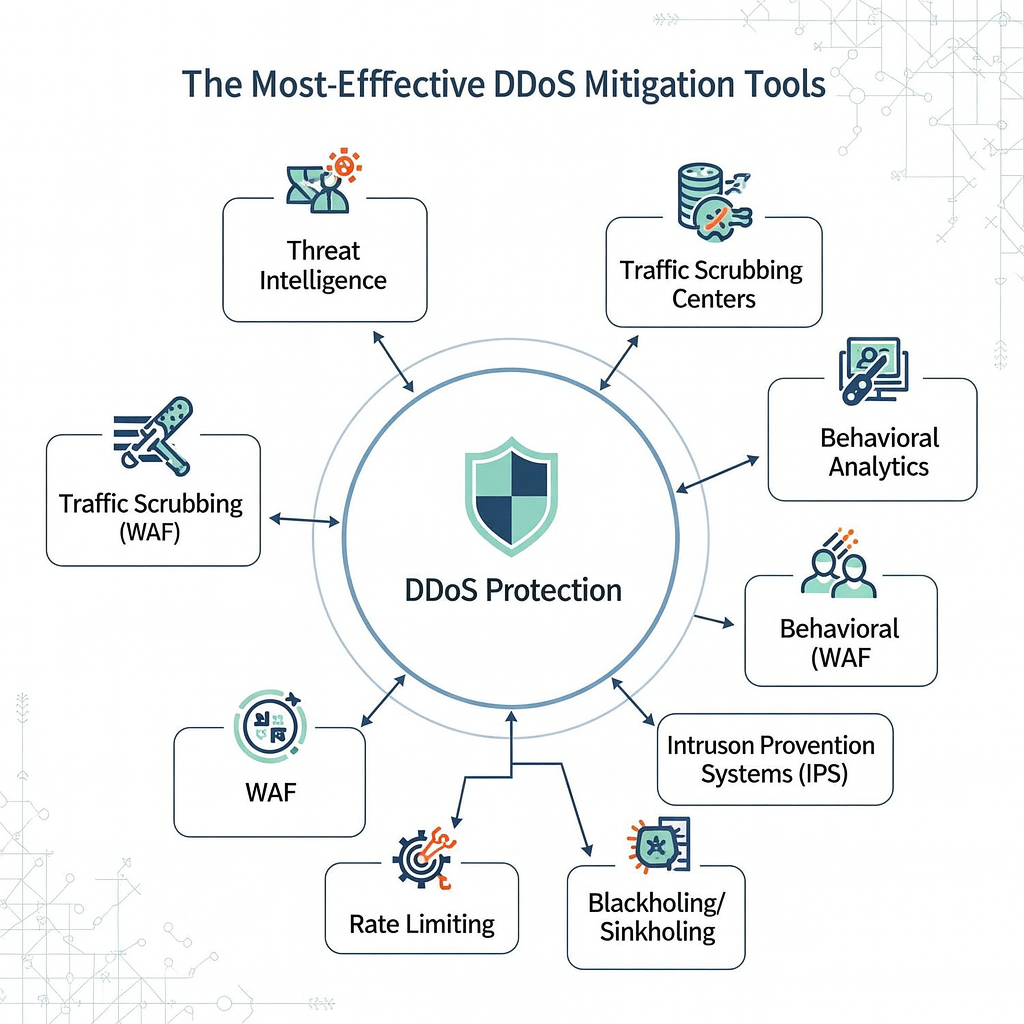 The Most-Efffective DDoS Mitigation Tools
Threat
Intelligence
Traffic Scrubbing
Centers
Behavioral
Analytics
Traffic Scrubbing
(WAF)
DDoS Protection
Behavioral
(WAF
Intruson Provention
Systems (IPS)
WAF
Rate Limiting
Blackholing/
Sinkholing